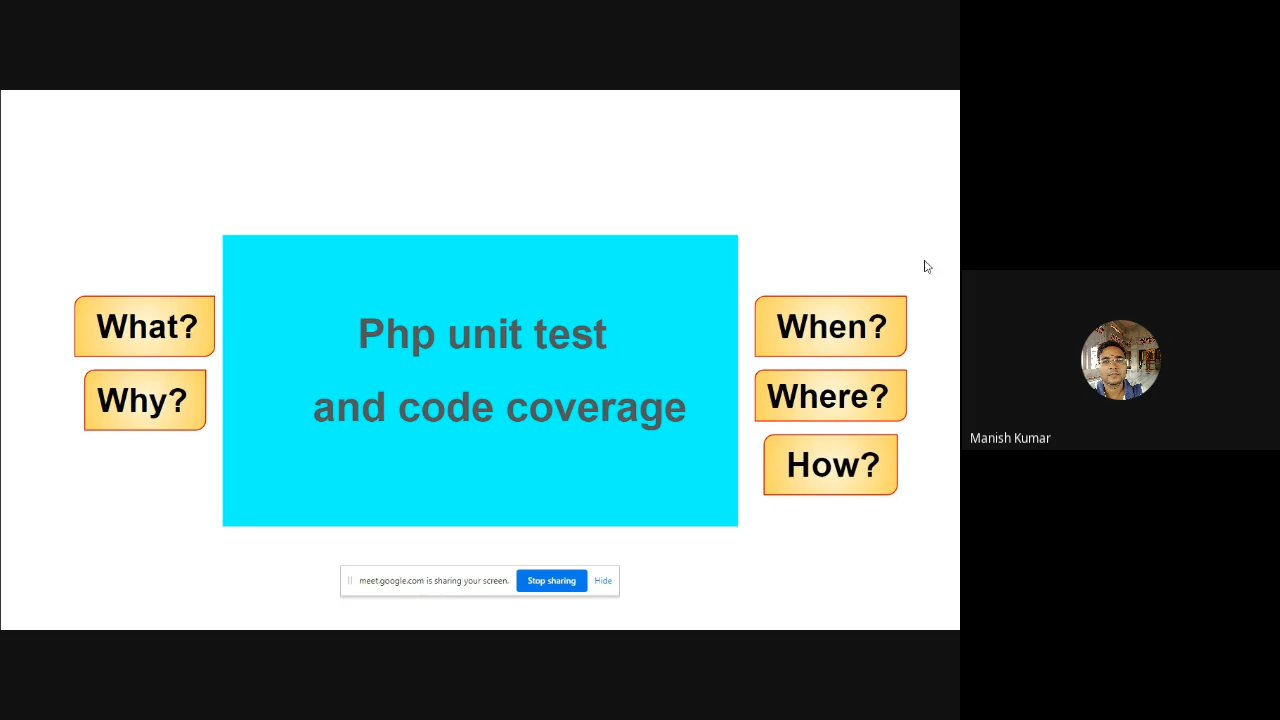 What?
Why?
Php unit test
and code coverage
When?
Where?
How?
meet.google.com is sharing your screen.
Stop sharing
Hide
Manish Kumar